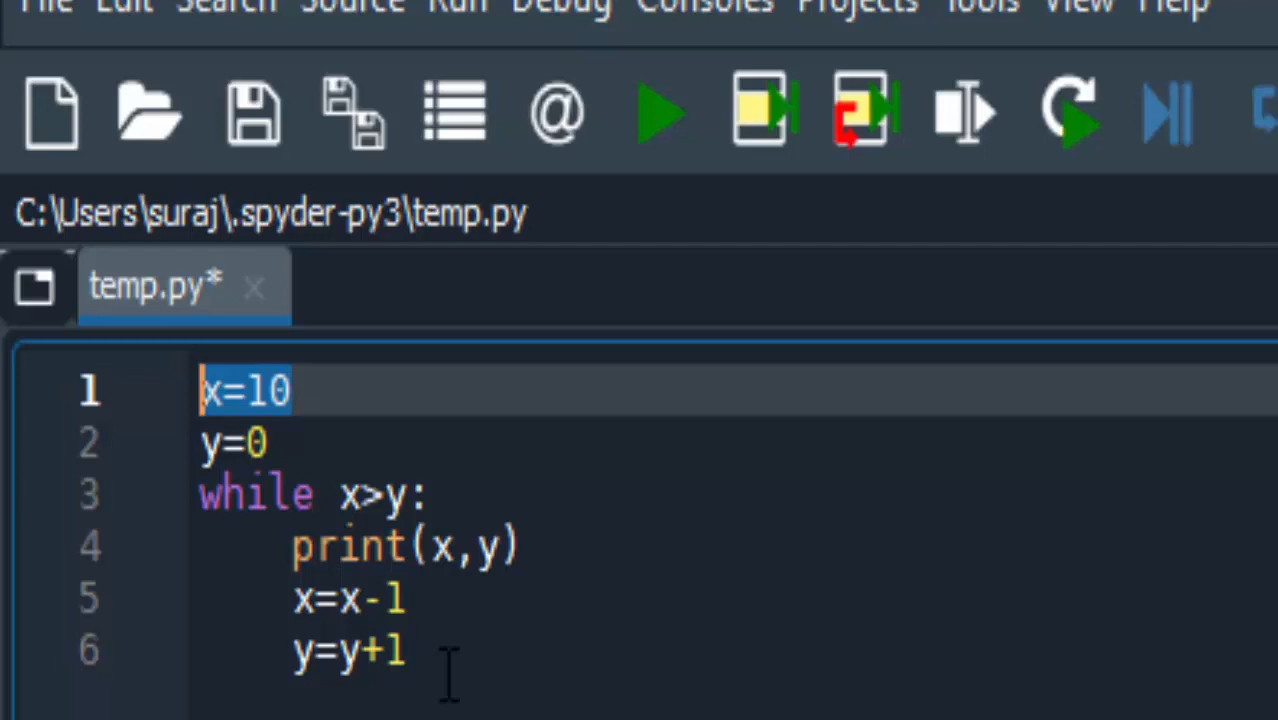 File Edit Search Source Run Debug Consoles Projects Tools View Help
@
C:\Users\suraj\.spyder-py3\temp.py
temp.py* x
1 x=10
2 y=0
3 while x>y:
4 print(x,y)
5 x=x-1
6 y=y+1